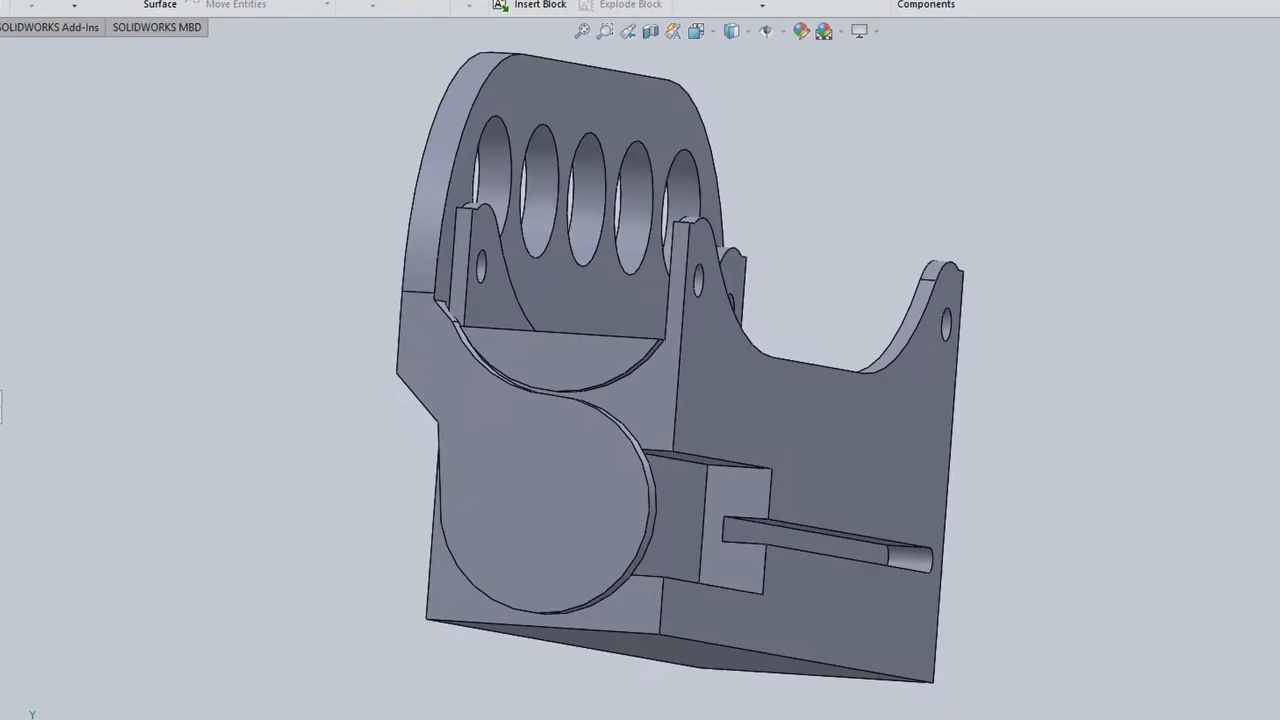 Surface Move Entities Insert Block Explode Block Components
SOLIDWORKS Add-Ins SOLIDWORKS MBD
Y